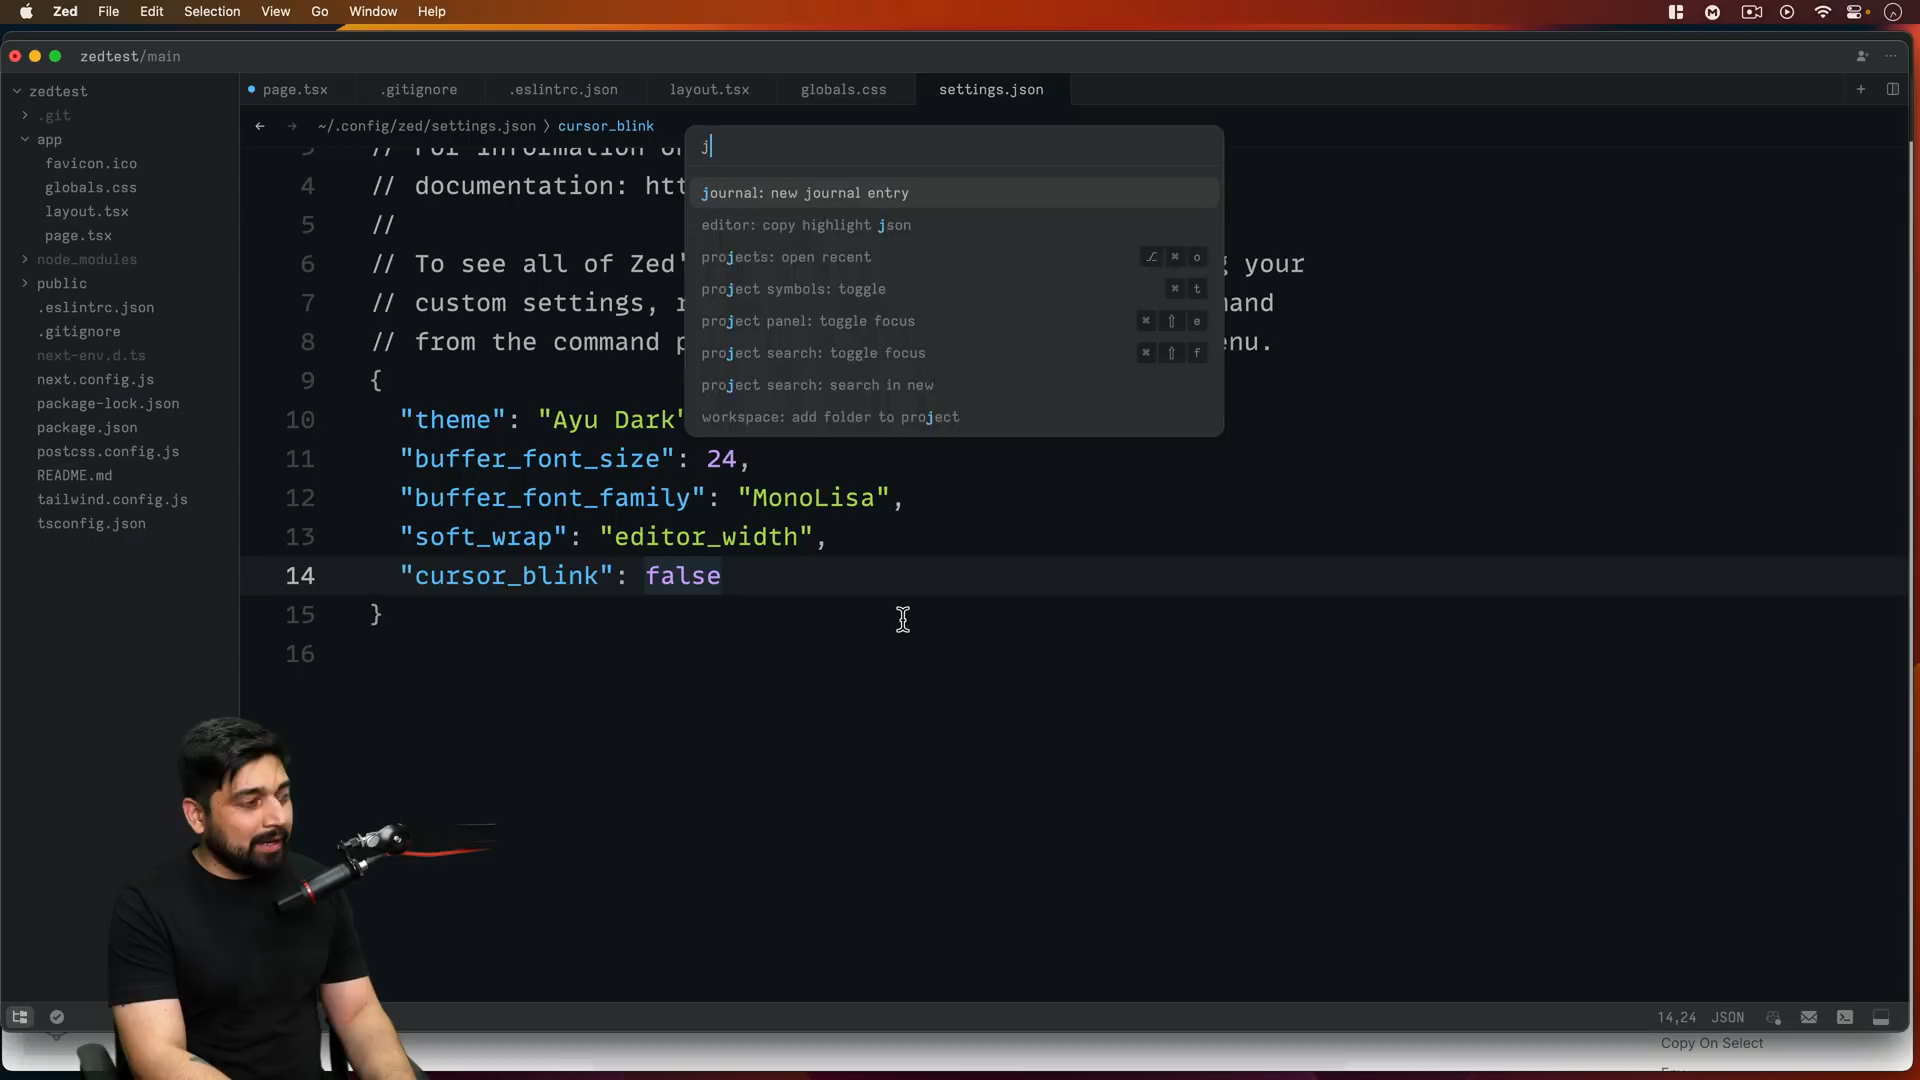 Zed File Edit Selection View Go Window Help
zedtest/main
zedtest
.git
app
favicon.ico
globals.css
layout.tsx
page.tsx
node_modules
public
.eslintrc.json
.gitignore
next-env.d.ts
next.config.js
package-lock.json
package.json
postcss.config.js
README.md
tailwind.config.js
tsconfig.json
page.tsx .gitignore .eslintrc.json layout.tsx globals.css settings.json
~/.config/zed/settings.json 〉 cursor_blink
j
journal: new journal entry
editor: copy highlight json
projects: open recent ⌥ ⌘ o
project symbols: toggle ⌘ t
project panel: toggle focus ⌘ ⇧ e
project search: toggle focus ⌘ ⇧ f
project search: search in new
workspace: add folder to project
3 // For information on
4 // documentation: htt
5 //
6 // To see all of Zed' your
7 // custom settings, r and
8 // from the command p enu.
9 {
10 "theme": "Ayu Dark"
11 "buffer_font_size": 24,
12 "buffer_font_family": "MonoLisa",
13 "soft_wrap": "editor_width",
14 "cursor_blink": false
15 }
16
14,24 JSON
Copy On Select